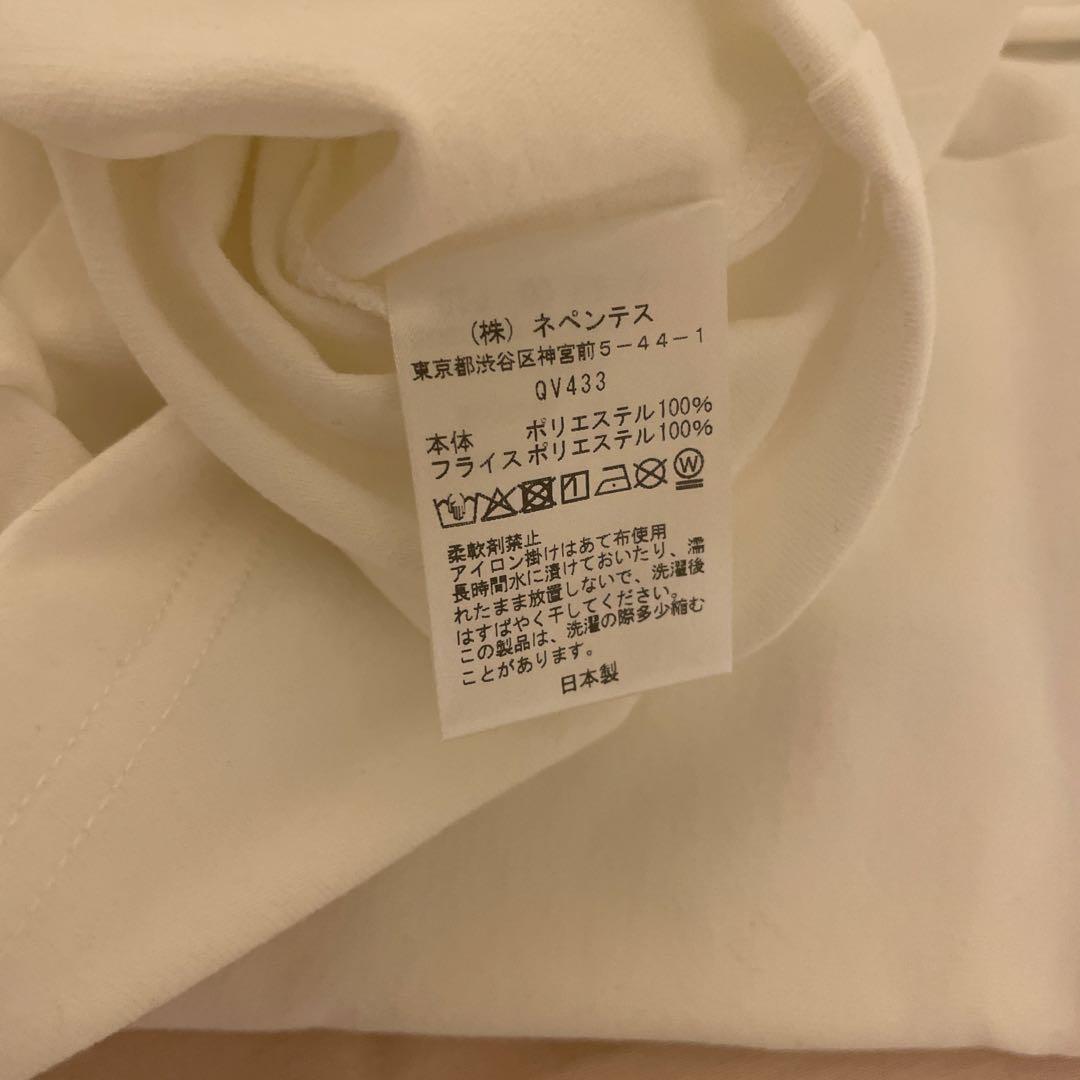 (株) ネペンテス
東京都渋谷区神宮前5-44-1
QV433
本体 ポリエステル100%
フライス ポリエステル100%
W
柔軟剤禁止
アイロン掛けはあて布使用
長時間水に漬けておいたり、濡
れたまま放置しないで、洗濯後
はすばやく干してください。
この製品は、洗濯の際多少縮む
ことがあります。
日本製